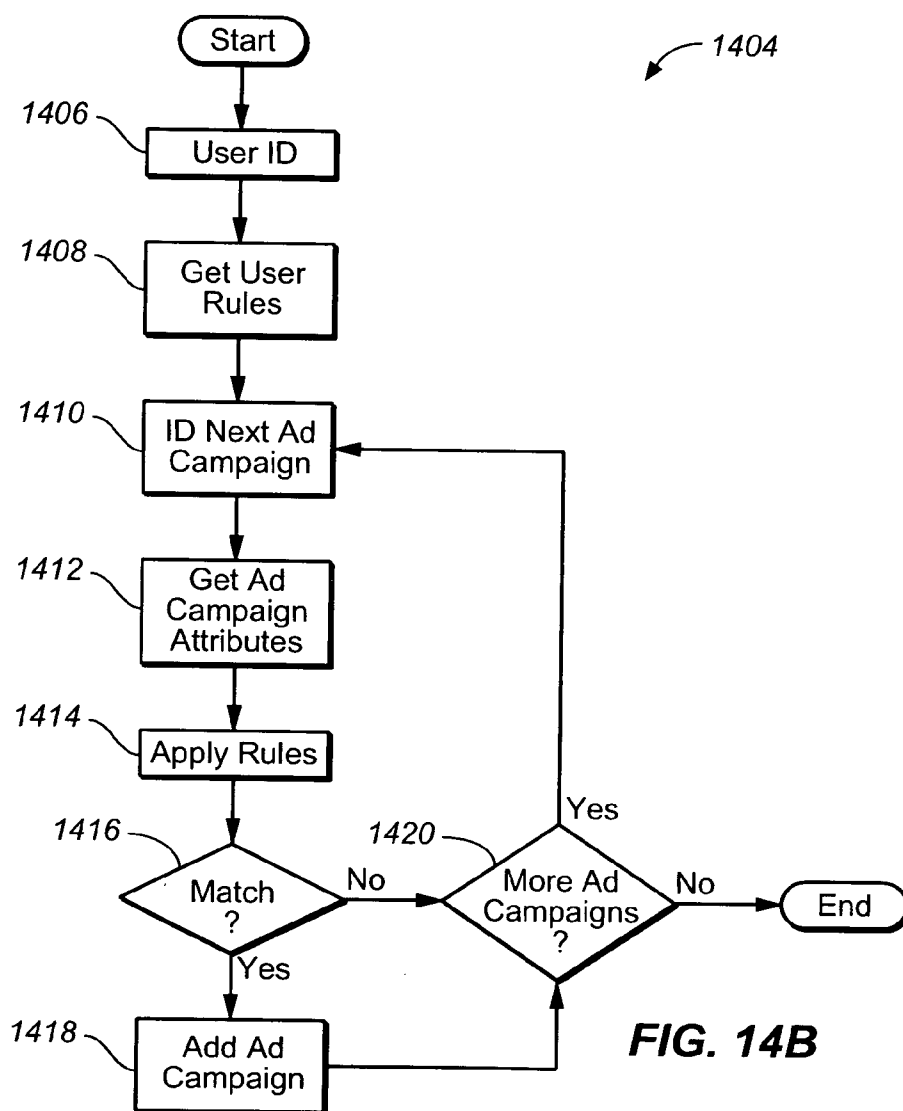 Start
1404
1406
User ID
1408
Get User
Rules
1410
ID Next Ad
Campaign
1412
Get Ad
Campaign
Attributes
1414
Apply Rules
1416
Match
?
No
Yes
1420
More Ad
Campaigns
?
Yes
No
End
1418
Add Ad
Campaign
FIG. 14B